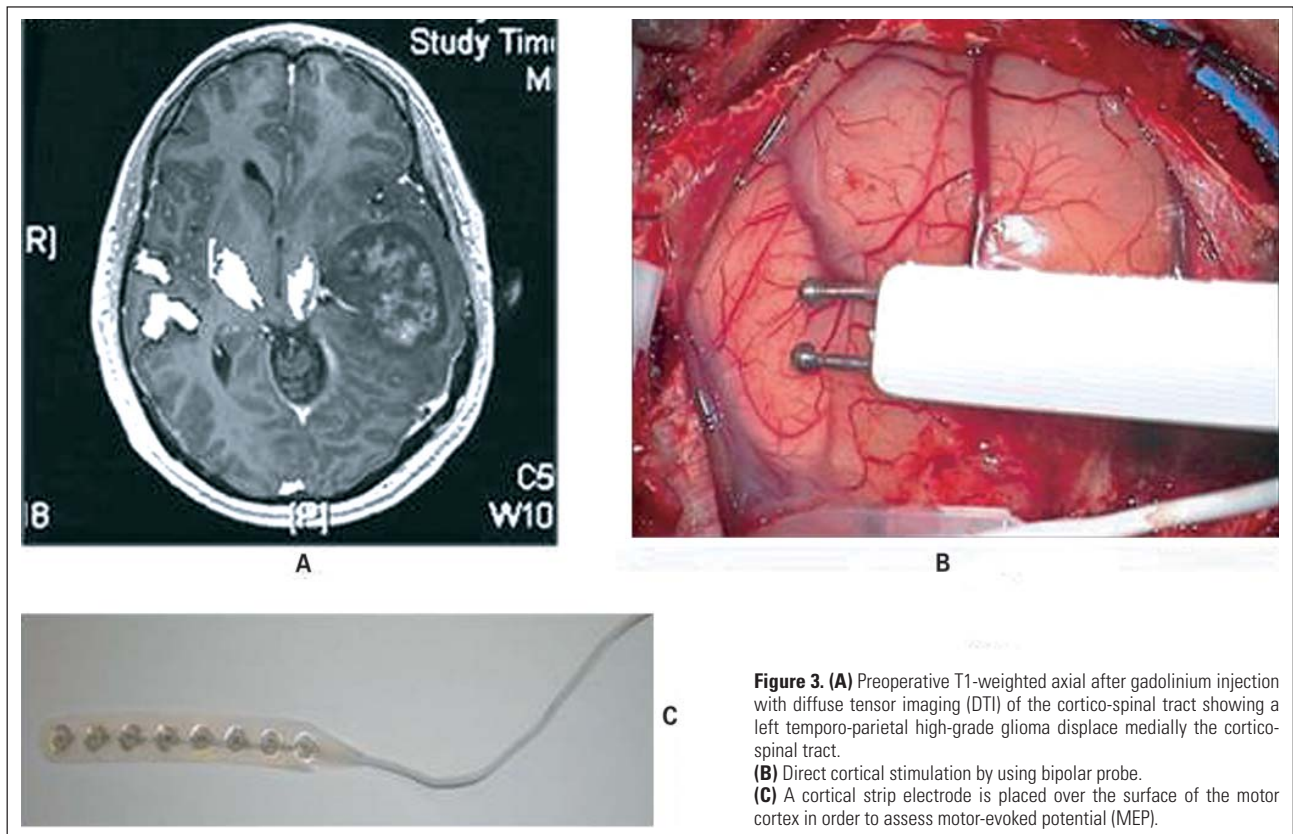 Study Tim
M
R]
C5
I8
[P]
W10
A
B
C
Figure 3. (A) Preoperative T1-weighted axial after gadolinium injection
with diffuse tensor imaging (DTI) of the cortico-spinal tract showing a
left temporo-parietal high-grade glioma displace medially the cortico-
spinal tract.
(B) Direct cortical stimulation by using bipolar probe.
(C) A cortical strip electrode is placed over the surface of the motor
cortex in order to assess motor-evoked potential (MEP).